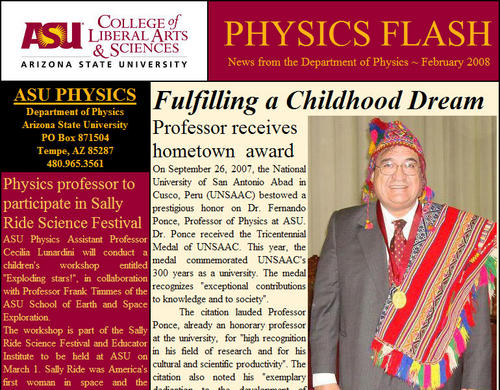 ASU
COLLEGE of
LIBERAL ARTS
& SCIENCES
ARIZONA STATE UNIVERSITY
PHYSICS FLASH
News from the Department of Physics ~ February 2008
ASU PHYSICS
Department of Physics
Arizona State University
PO Box 871504
Tempe, AZ 85287
480.965.3561
Physics professor to
participate in Sally
Ride Science Festival
ASU Physics Assistant Professor
Cecilia Lunardini will conduct a
children's workshop entitled
"Exploding stars!", in collaboration
with Professor Frank Timmes of the
ASU School of Earth and Space
Exploration.
The workshop is part of the Sally
Ride Science Festival and Educator
Institute to be held at ASU on
March 1. Sally Ride was America's
first woman in space and the
Fulfilling a Childhood Dream
Professor receives
hometown award
On September 26, 2007, the National
University of San Antonio Abad in
Cusco, Peru (UNSAAC) bestowed a
prestigious honor on Dr. Fernando
Ponce, Professor of Physics at ASU.
Dr. Ponce received the Tricentennial
Medal of UNSAAC. This year, the
medal commemorated UNSAAC's
300 years as a university. The medal
recognizes "exceptional contributions
to knowledge and to society".
The citation lauded Professor
Ponce, already an honorary professor
at the university, for "high recognition
in his field of research and for his
cultural and scientific productivity". The
citation also noted his "exemplary
dedication to the development of